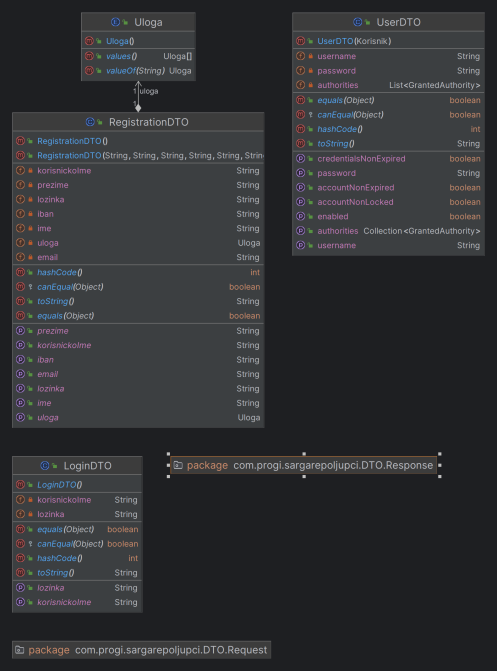 Uloga
Uloga()
values() Uloga[]
valueOf(String) Uloga
1
uloga
1
RegistrationDTO
RegistrationDTO()
RegistrationDTO(String, String, String, String, String, Strin
korisnickoIme String
prezime String
lozinka String
iban String
ime String
uloga Uloga
email String
hashCode() int
canEqual(Object) boolean
toString() String
equals(Object) boolean
prezime String
korisnickoIme String
iban String
email String
lozinka String
ime String
uloga Uloga
UserDTO
UserDTO(Korisnik)
username String
password String
authorities List<GrantedAuthority>
equals(Object) boolean
canEqual(Object) boolean
hashCode() int
toString() String
credentialsNonExpired boolean
password String
accountNonExpired boolean
accountNonLocked boolean
enabled boolean
authorities Collection<GrantedAuthority>
username String
LoginDTO
LoginDTO()
korisnickoIme String
lozinka String
equals(Object) boolean
canEqual(Object) boolean
hashCode() int
toString() String
lozinka String
korisnickoIme String
package com.progi.sargarepoljupci.DTO.Response
package com.progi.sargarepoljupci.DTO.Request